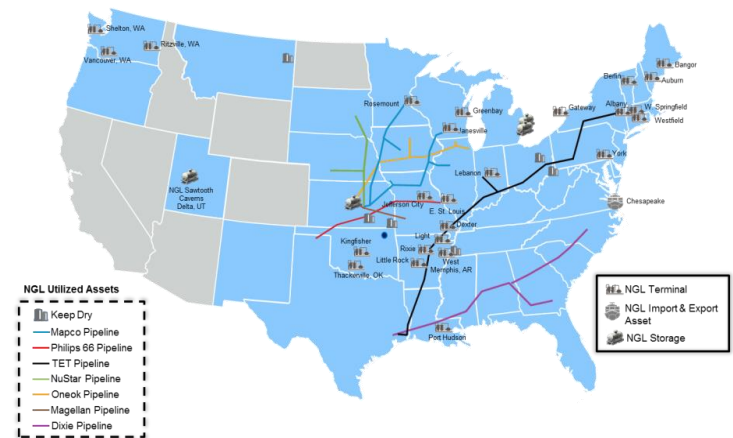 Shelton, WA
Ritzville, WA
Vancouver, WA
Bangor
Berlin
Auburn
Rosemount
Greenbay
Gateway
Albany
W. Springfield
Westfield
Janesville
York
Lebanon
NGL Sawtooth
Caverns
Delta, UT
Jefferson City
E. St. Louis
Chesapeake
Dexter
Light
Kingfisher
Rixie
Little Rock
West
Memphis, AR
Thackerville, OK
Port Hudson
NGL Utilized Assets
Keep Dry
Mapco Pipeline
Philips 66 Pipeline
TET Pipeline
NuStar Pipeline
Oneok Pipeline
Magellan Pipeline
Dixie Pipeline
NGL Terminal
NGL Import & Export
Asset
NGL Storage